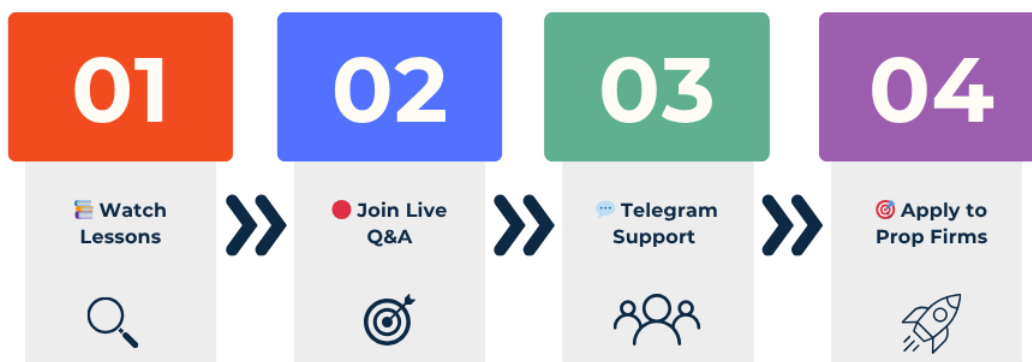 01
02
03
04
Watch
Lessons
Join Live
Q&A
Telegram
Support
Apply to
Prop Firms